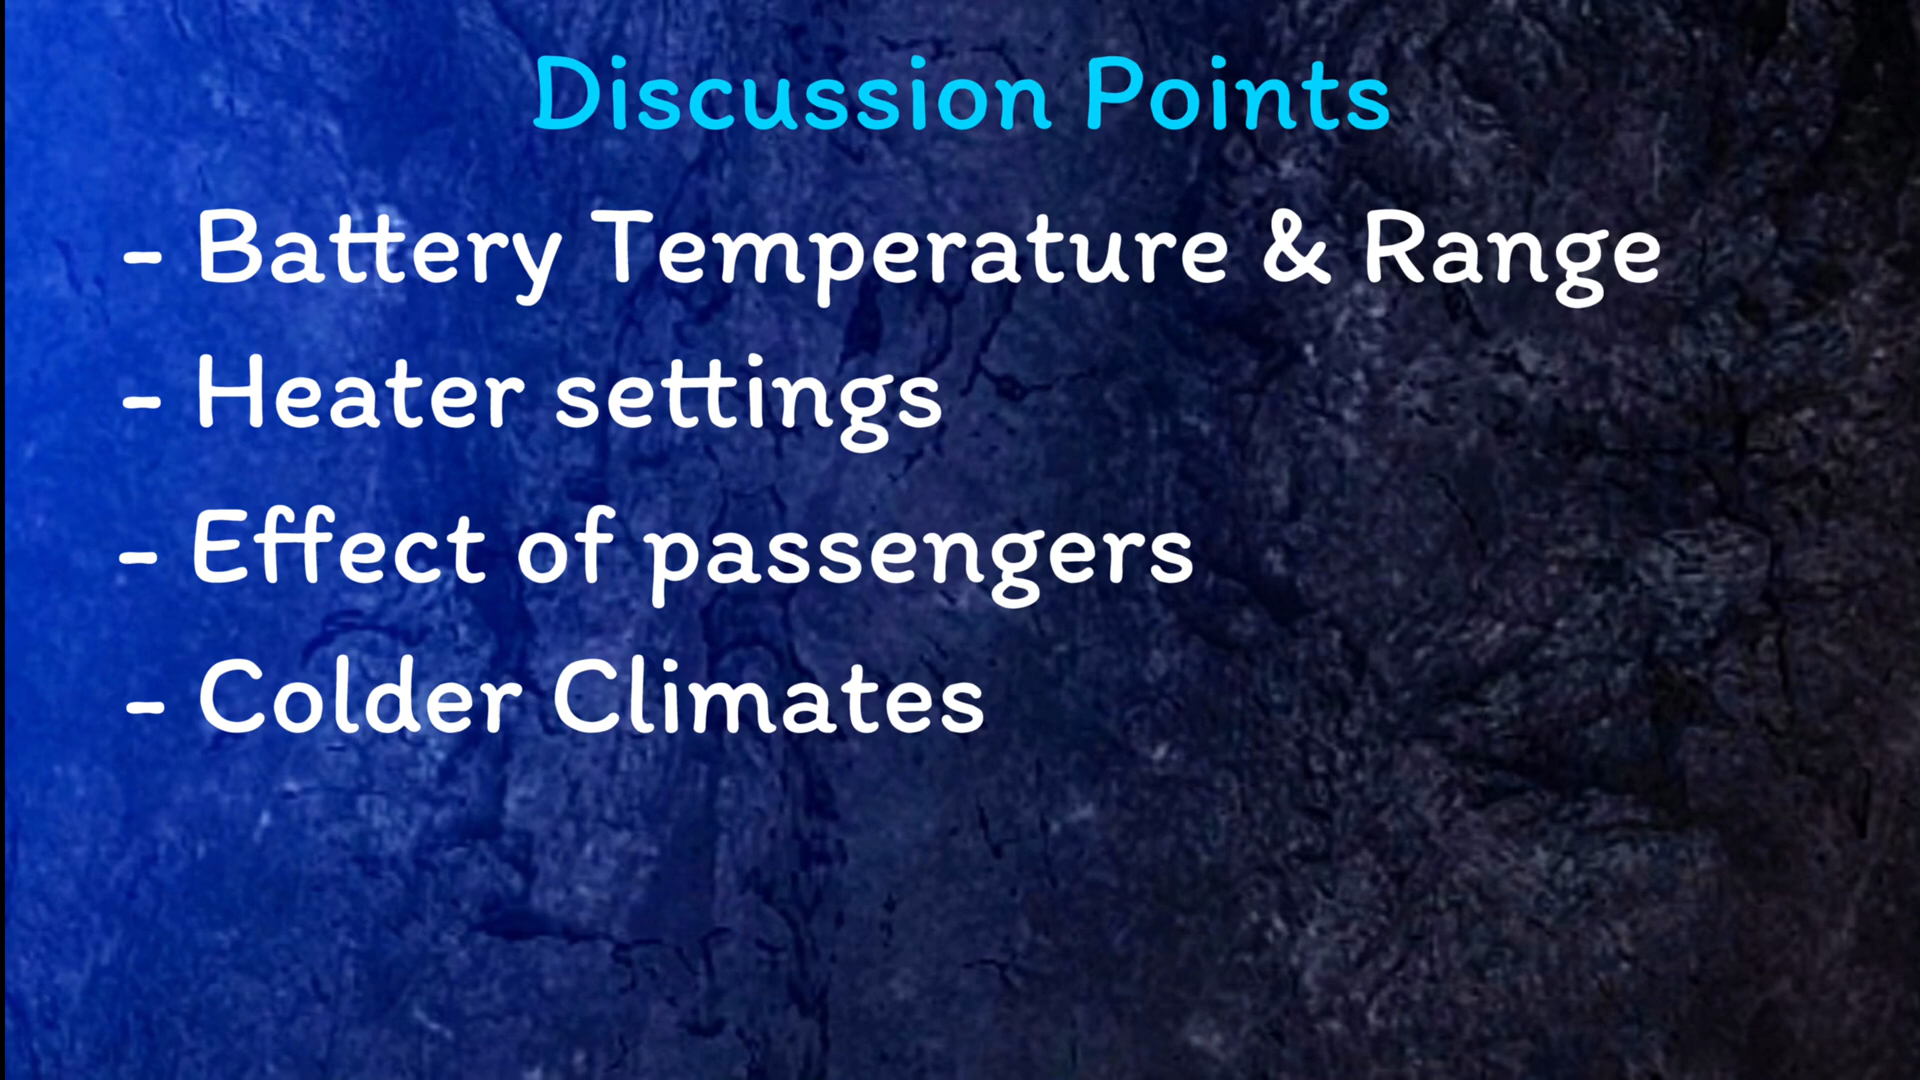 Discussion Points
- Battery Temperature & Range
- Heater settings
- Effect of passengers
- Colder Climates